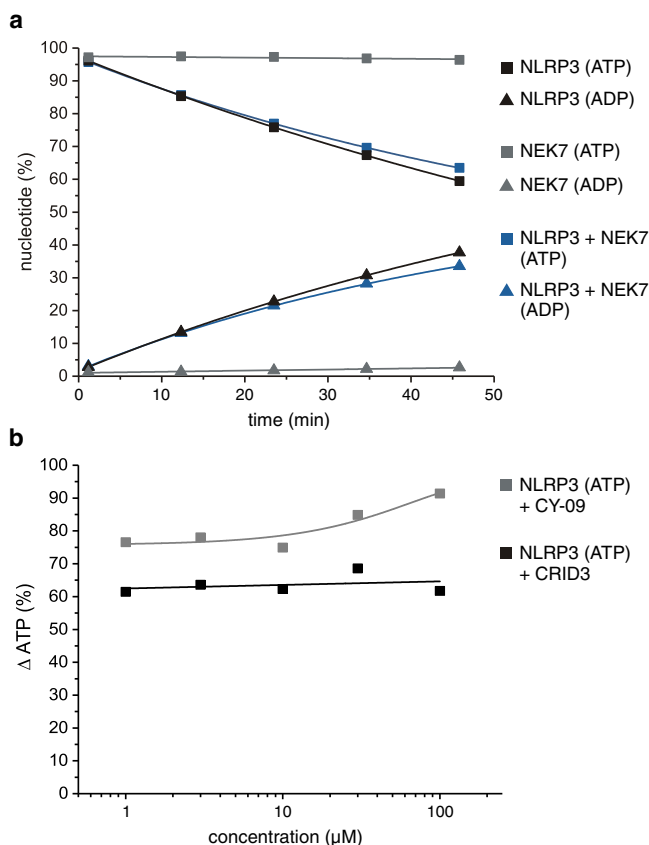 a
100
90
80
70
60
50
40
30
20
10
0
nucleotide (%)
0
10
20
30
40
50
time (min)
NLRP3 (ATP)
NLRP3 (ADP)
NEK7 (ATP)
NEK7 (ADP)
NLRP3 + NEK7
(ATP)
NLRP3 + NEK7
(ADP)
b
100
90
80
70
60
50
40
30
20
10
0
Δ ATP (%)
1
10
100
concentration (µM)
NLRP3 (ATP)
+ CY-09
NLRP3 (ATP)
+ CRID3